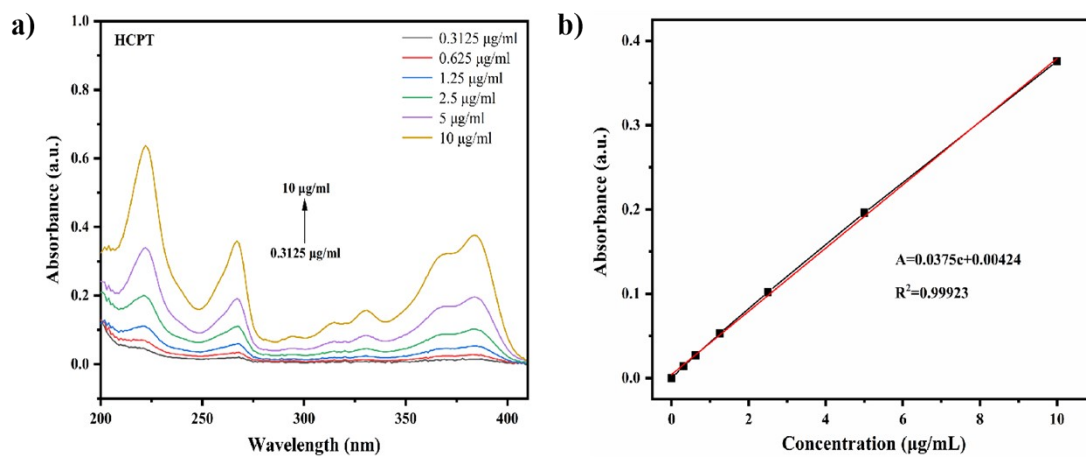 a)
HCPT
0.3125 μg/ml
0.625 μg/ml
1.25 μg/ml
2.5 μg/ml
5 μg/ml
10 μg/ml
10 μg/ml
0.3125 μg/ml
Absorbance (a.u.)
1.0
0.8
0.6
0.4
0.2
0.0
200 250 300 350 400
Wavelength (nm)
b)
Absorbance (a.u.)
0.4
0.3
0.2
0.1
0.0
A=0.0375c+0.00424
R²=0.99923
0 2 4 6 8 10
Concentration (μg/mL)